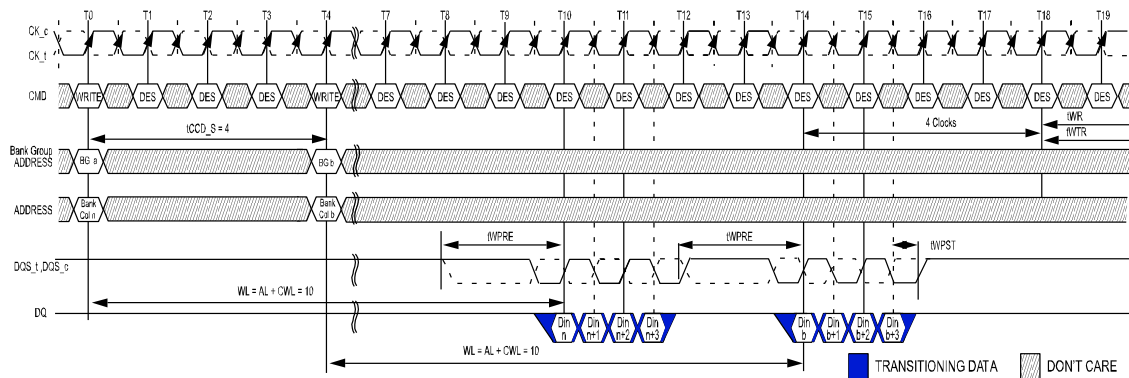 T0 T1 T2 T3 T4 T7 T8 T9 T10 T11 T12 T13 T14 T15 T16 T17 T18 T19
CK_c
CK_t
CMD WRITE DES DES DES WRITE DES DES DES DES DES DES DES DES DES DES DES DES DES
tCCD_S = 4 4 Clocks tWR
tWTR
Bank Group
ADDRESS BG a BG b
ADDRESS Bank Col n Bank Col b
tWPRE tWPRE tWPST
DQS_t ,DQS_c
WL = AL + CWL = 10
DQ Din n Din n+1 Din n+2 Din n+3 Din b Din b+1 Din b+2 Din b+3
WL = AL + CWL = 10
TRANSITIONING DATA DON'T CARE